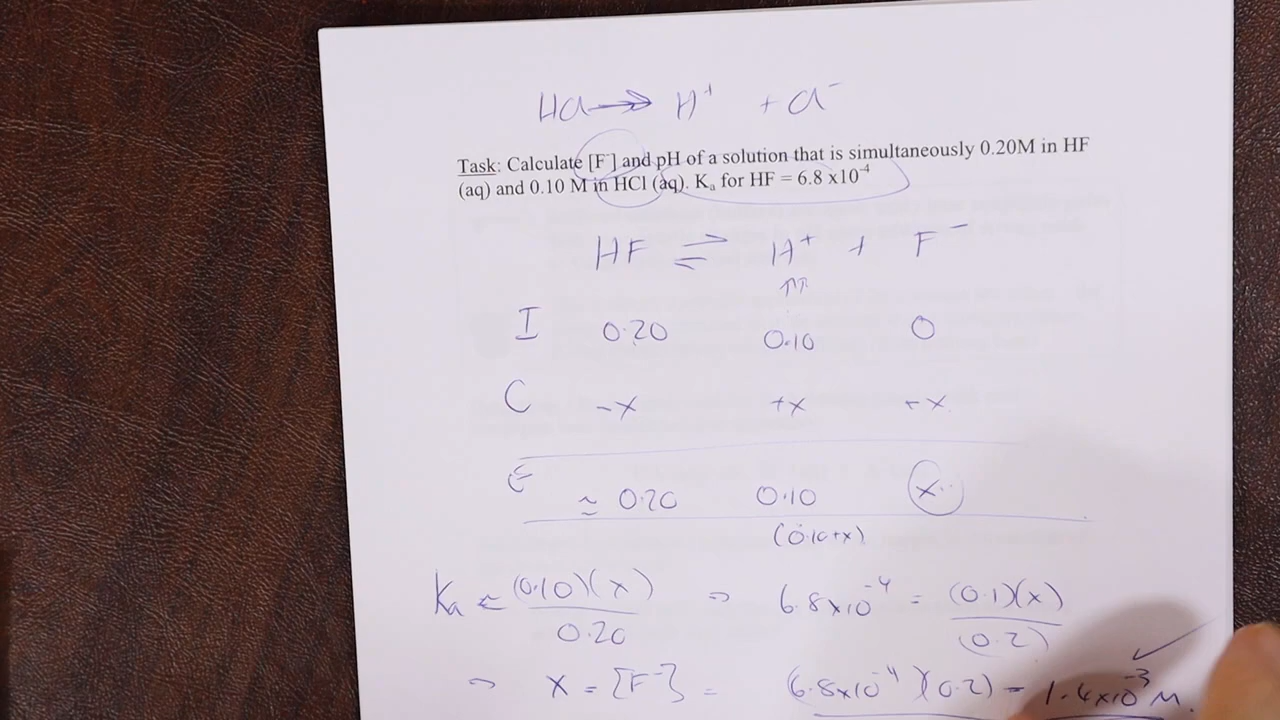 HCl → H⁺ + Cl⁻
Task: Calculate [F⁻] and pH of a solution that is simultaneously 0.20M in HF
(aq) and 0.10 M in HCl (aq). Kₐ for HF = 6.8 x10⁻⁴
HF ⇌ H⁺ + F⁻
↑↑
I 0.20 0.10 0
C -x +x +x
E ≈ 0.20 0.10 x
(0.10+x)
Kₐ = (0.10)(x) / 0.20 ⇒ 6.8x10⁻⁴ = (0.1)(x) / (0.2)
⇒ x = [F⁻] = (6.8x10⁻⁴)(0.2) = 1.4x10⁻³ M.